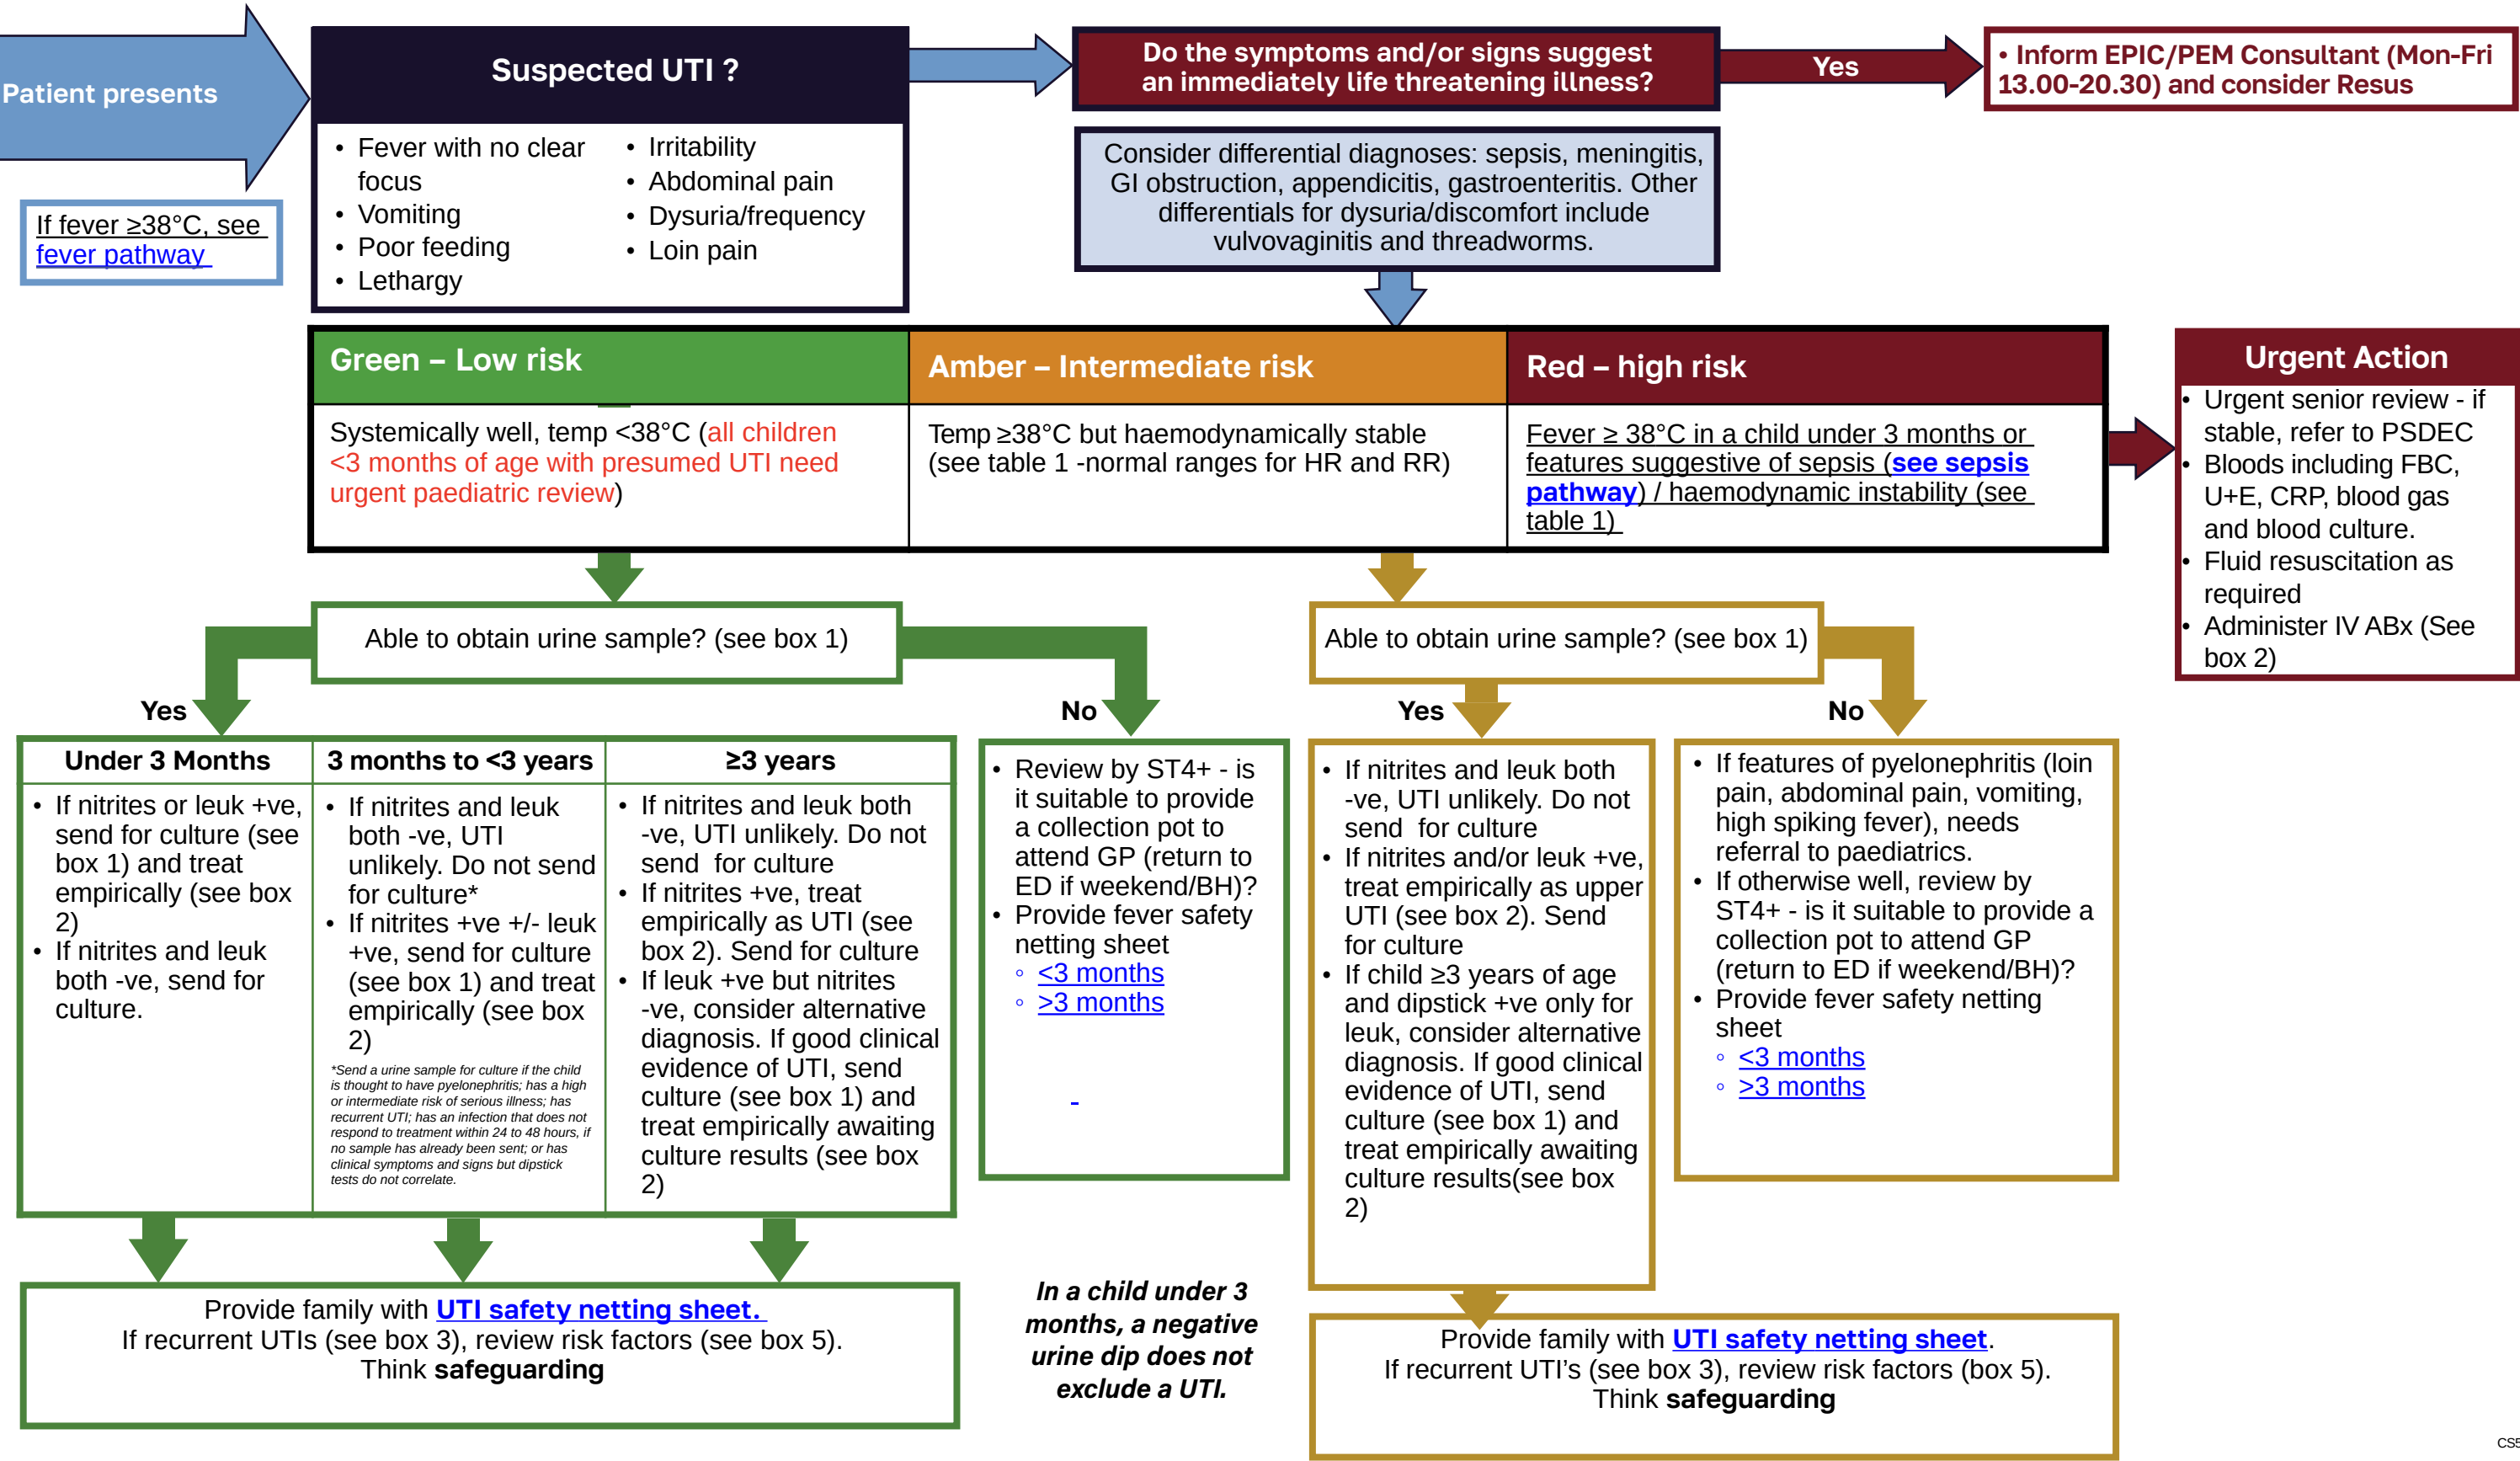 Patient presents
If fever ≥38°C, see
fever pathway
Suspected UTI ?
• Fever with no clear
focus
• Vomiting
• Poor feeding
• Lethargy
• Irritability
• Abdominal pain
• Dysuria/frequency
• Loin pain
Do the symptoms and/or signs suggest
an immediately life threatening illness?
Yes
• Inform EPIC/PEM Consultant (Mon-Fri
13.00-20.30) and consider Resus
Consider differential diagnoses: sepsis, meningitis,
GI obstruction, appendicitis, gastroenteritis. Other
differentials for dysuria/discomfort include
vulvovaginitis and threadworms.
Green – Low risk
Systemically well, temp <38°C (all children
<3 months of age with presumed UTI need
urgent paediatric review)
Amber – Intermediate risk
Temp ≥38°C but haemodynamically stable
(see table 1 -normal ranges for HR and RR)
Red – high risk
Fever ≥ 38°C in a child under 3 months or
features suggestive of sepsis (see sepsis
pathway) / haemodynamic instability (see
table 1)
Urgent Action
• Urgent senior review - if
stable, refer to PSDEC
• Bloods including FBC,
U+E, CRP, blood gas
and blood culture.
• Fluid resuscitation as
required
• Administer IV ABx (See
box 2)
Able to obtain urine sample? (see box 1)
Yes
No
Under 3 Months
• If nitrites or leuk +ve,
send for culture (see
box 1) and treat
empirically (see box
2)
• If nitrites and leuk
both -ve, send for
culture.
3 months to <3 years
• If nitrites and leuk
both -ve, UTI
unlikely. Do not send
for culture*
• If nitrites +ve +/- leuk
+ve, send for culture
(see box 1) and treat
empirically (see box
2)
*Send a urine sample for culture if the child
is thought to have pyelonephritis; has a high
or intermediate risk of serious illness; has
recurrent UTI; has an infection that does not
respond to treatment within 24 to 48 hours, if
no sample has already been sent; or has
clinical symptoms and signs but dipstick
tests do not correlate.
≥3 years
• If nitrites and leuk both
-ve, UTI unlikely. Do not
send for culture
• If nitrites +ve, treat
empirically as UTI (see
box 2). Send for culture
• If leuk +ve but nitrites
-ve, consider alternative
diagnosis. If good clinical
evidence of UTI, send
culture (see box 1) and
treat empirically awaiting
culture results (see box
2)
• Review by ST4+ - is
it suitable to provide
a collection pot to
attend GP (return to
ED if weekend/BH)?
• Provide fever safety
netting sheet
◦ <3 months
◦ >3 months
Able to obtain urine sample? (see box 1)
Yes
No
• If nitrites and leuk both
-ve, UTI unlikely. Do not
send for culture
• If nitrites and/or leuk +ve,
treat empirically as upper
UTI (see box 2). Send
for culture
• If child ≥3 years of age
and dipstick +ve only for
leuk, consider alternative
diagnosis. If good clinical
evidence of UTI, send
culture (see box 1) and
treat empirically awaiting
culture results(see box
2)
• If features of pyelonephritis (loin
pain, abdominal pain, vomiting,
high spiking fever), needs
referral to paediatrics.
• If otherwise well, review by
ST4+ - is it suitable to provide a
collection pot to attend GP
(return to ED if weekend/BH)?
• Provide fever safety netting
sheet
◦ <3 months
◦ >3 months
Provide family with UTI safety netting sheet.
If recurrent UTIs (see box 3), review risk factors (see box 5).
Think safeguarding
In a child under 3
months, a negative
urine dip does not
exclude a UTI.
Provide family with UTI safety netting sheet.
If recurrent UTI's (see box 3), review risk factors (box 5).
Think safeguarding
CS5